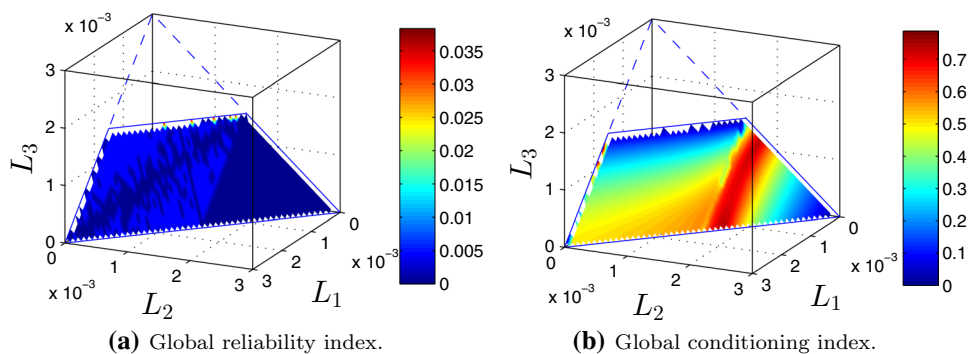 x 10⁻³
3
2
1
0
L₃
0
1
2
3
x 10⁻³
L₂
3
2
1
0
x 10⁻³
L₁
0.035
0.03
0.025
0.02
0.015
0.01
0.005
0
(a) Global reliability index.
x 10⁻³
3
2
1
0
L₃
0
1
2
3
x 10⁻³
L₂
3
2
1
0
x 10⁻³
L₁
0.7
0.6
0.5
0.4
0.3
0.2
0.1
0
(b) Global conditioning index.